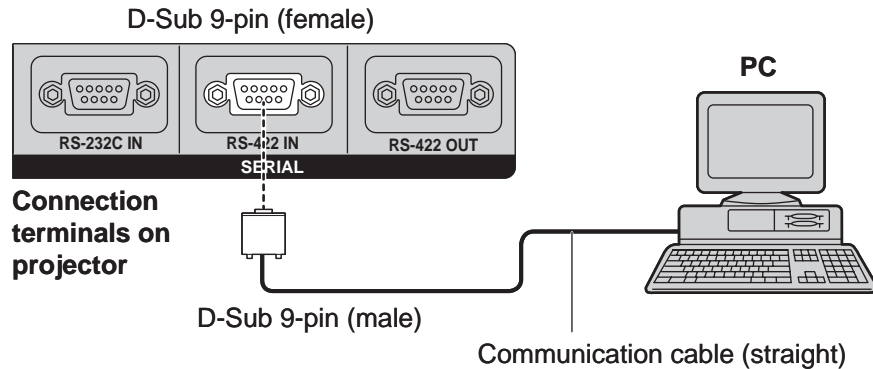 D-Sub 9-pin (female)
PC
RS-232C IN
RS-422 IN
RS-422 OUT
SERIAL
Connection
terminals on
projector
D-Sub 9-pin (male)
Communication cable (straight)